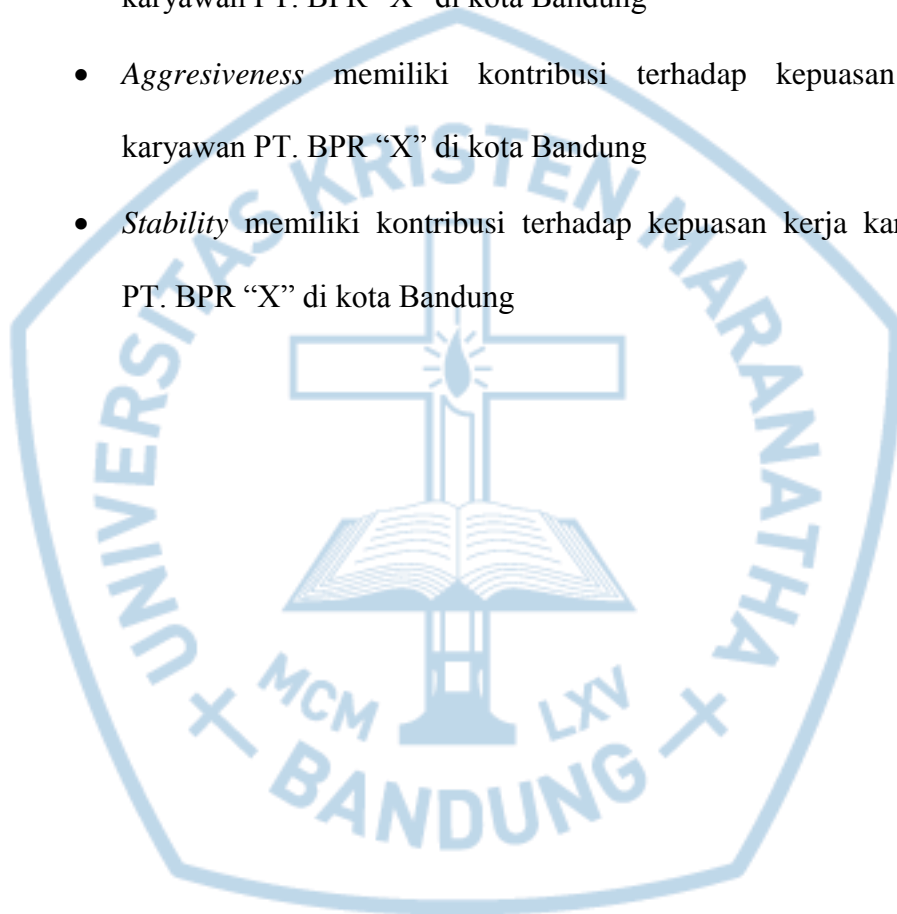 karyawan PT. BPR “X” di kota Bandung
• Aggresiveness memiliki kontribusi terhadap kepuasan
karyawan PT. BPR “X” di kota Bandung
• Stability memiliki kontribusi terhadap kepuasan kerja
PT. BPR “X” di kota Bandung
UNIVERSITAS KRISTEN MARANATHA
MCM LXV
BANDUNG